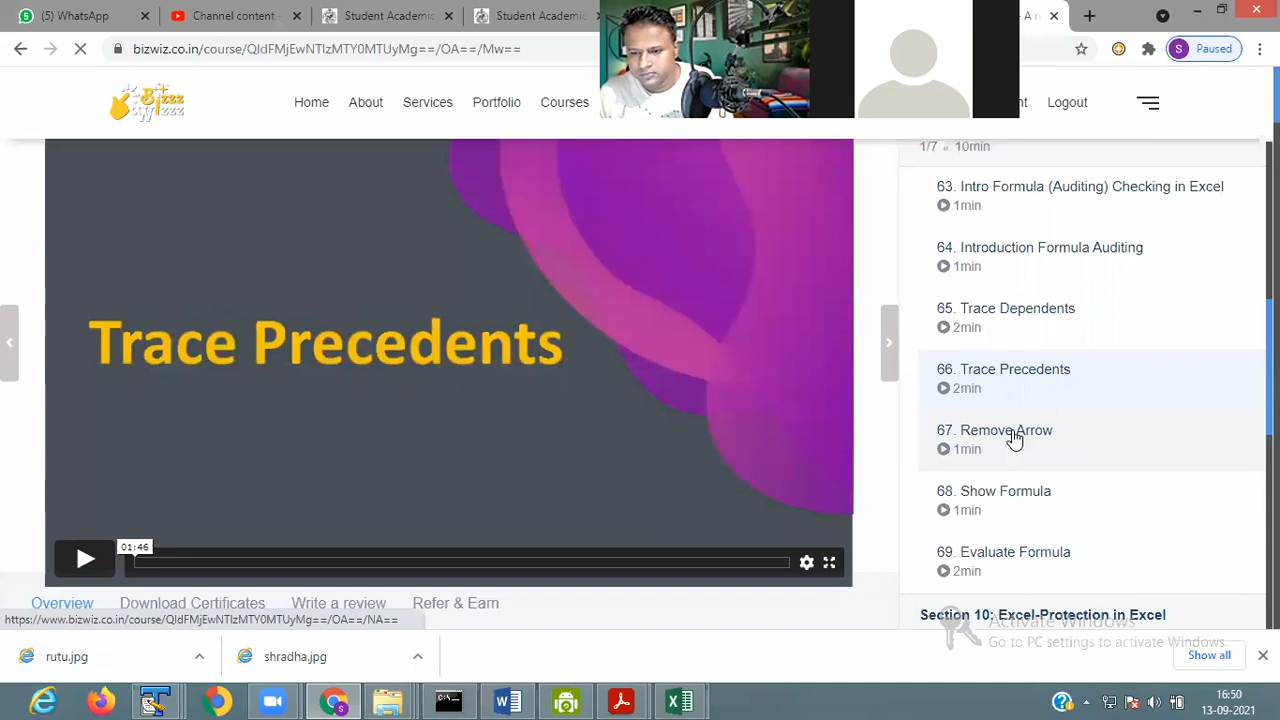 (5) WhatsApp
Channel content
Student Academic
Student Academic
- A re
bizwiz.co.in/course/QldFMjEwNTIzMTY0MTUyMg==/OA==/Mw==
S Paused
Bizzz
Wizzz
Home About Services Portfolio Courses
nt Logout
1/7 10min
63. Intro Formula (Auditing) Checking in Excel
1min
64. Introduction Formula Auditing
1min
65. Trace Dependents
2min
66. Trace Precedents
2min
67. Remove Arrow
1min
68. Show Formula
1min
69. Evaluate Formula
2min
Section 10: Excel-Protection in Excel
Trace Precedents
01:46
Overview Download Certificates Write a review Refer & Earn
https://www.bizwiz.co.in/course/QldFMjEwNTIzMTY0MTUyMg==/OA==/NA==
Activate Windows
Go to PC settings to activate Windows.
rutu.jpg
shradha.jpg
Show all
16:50
13-09-2021